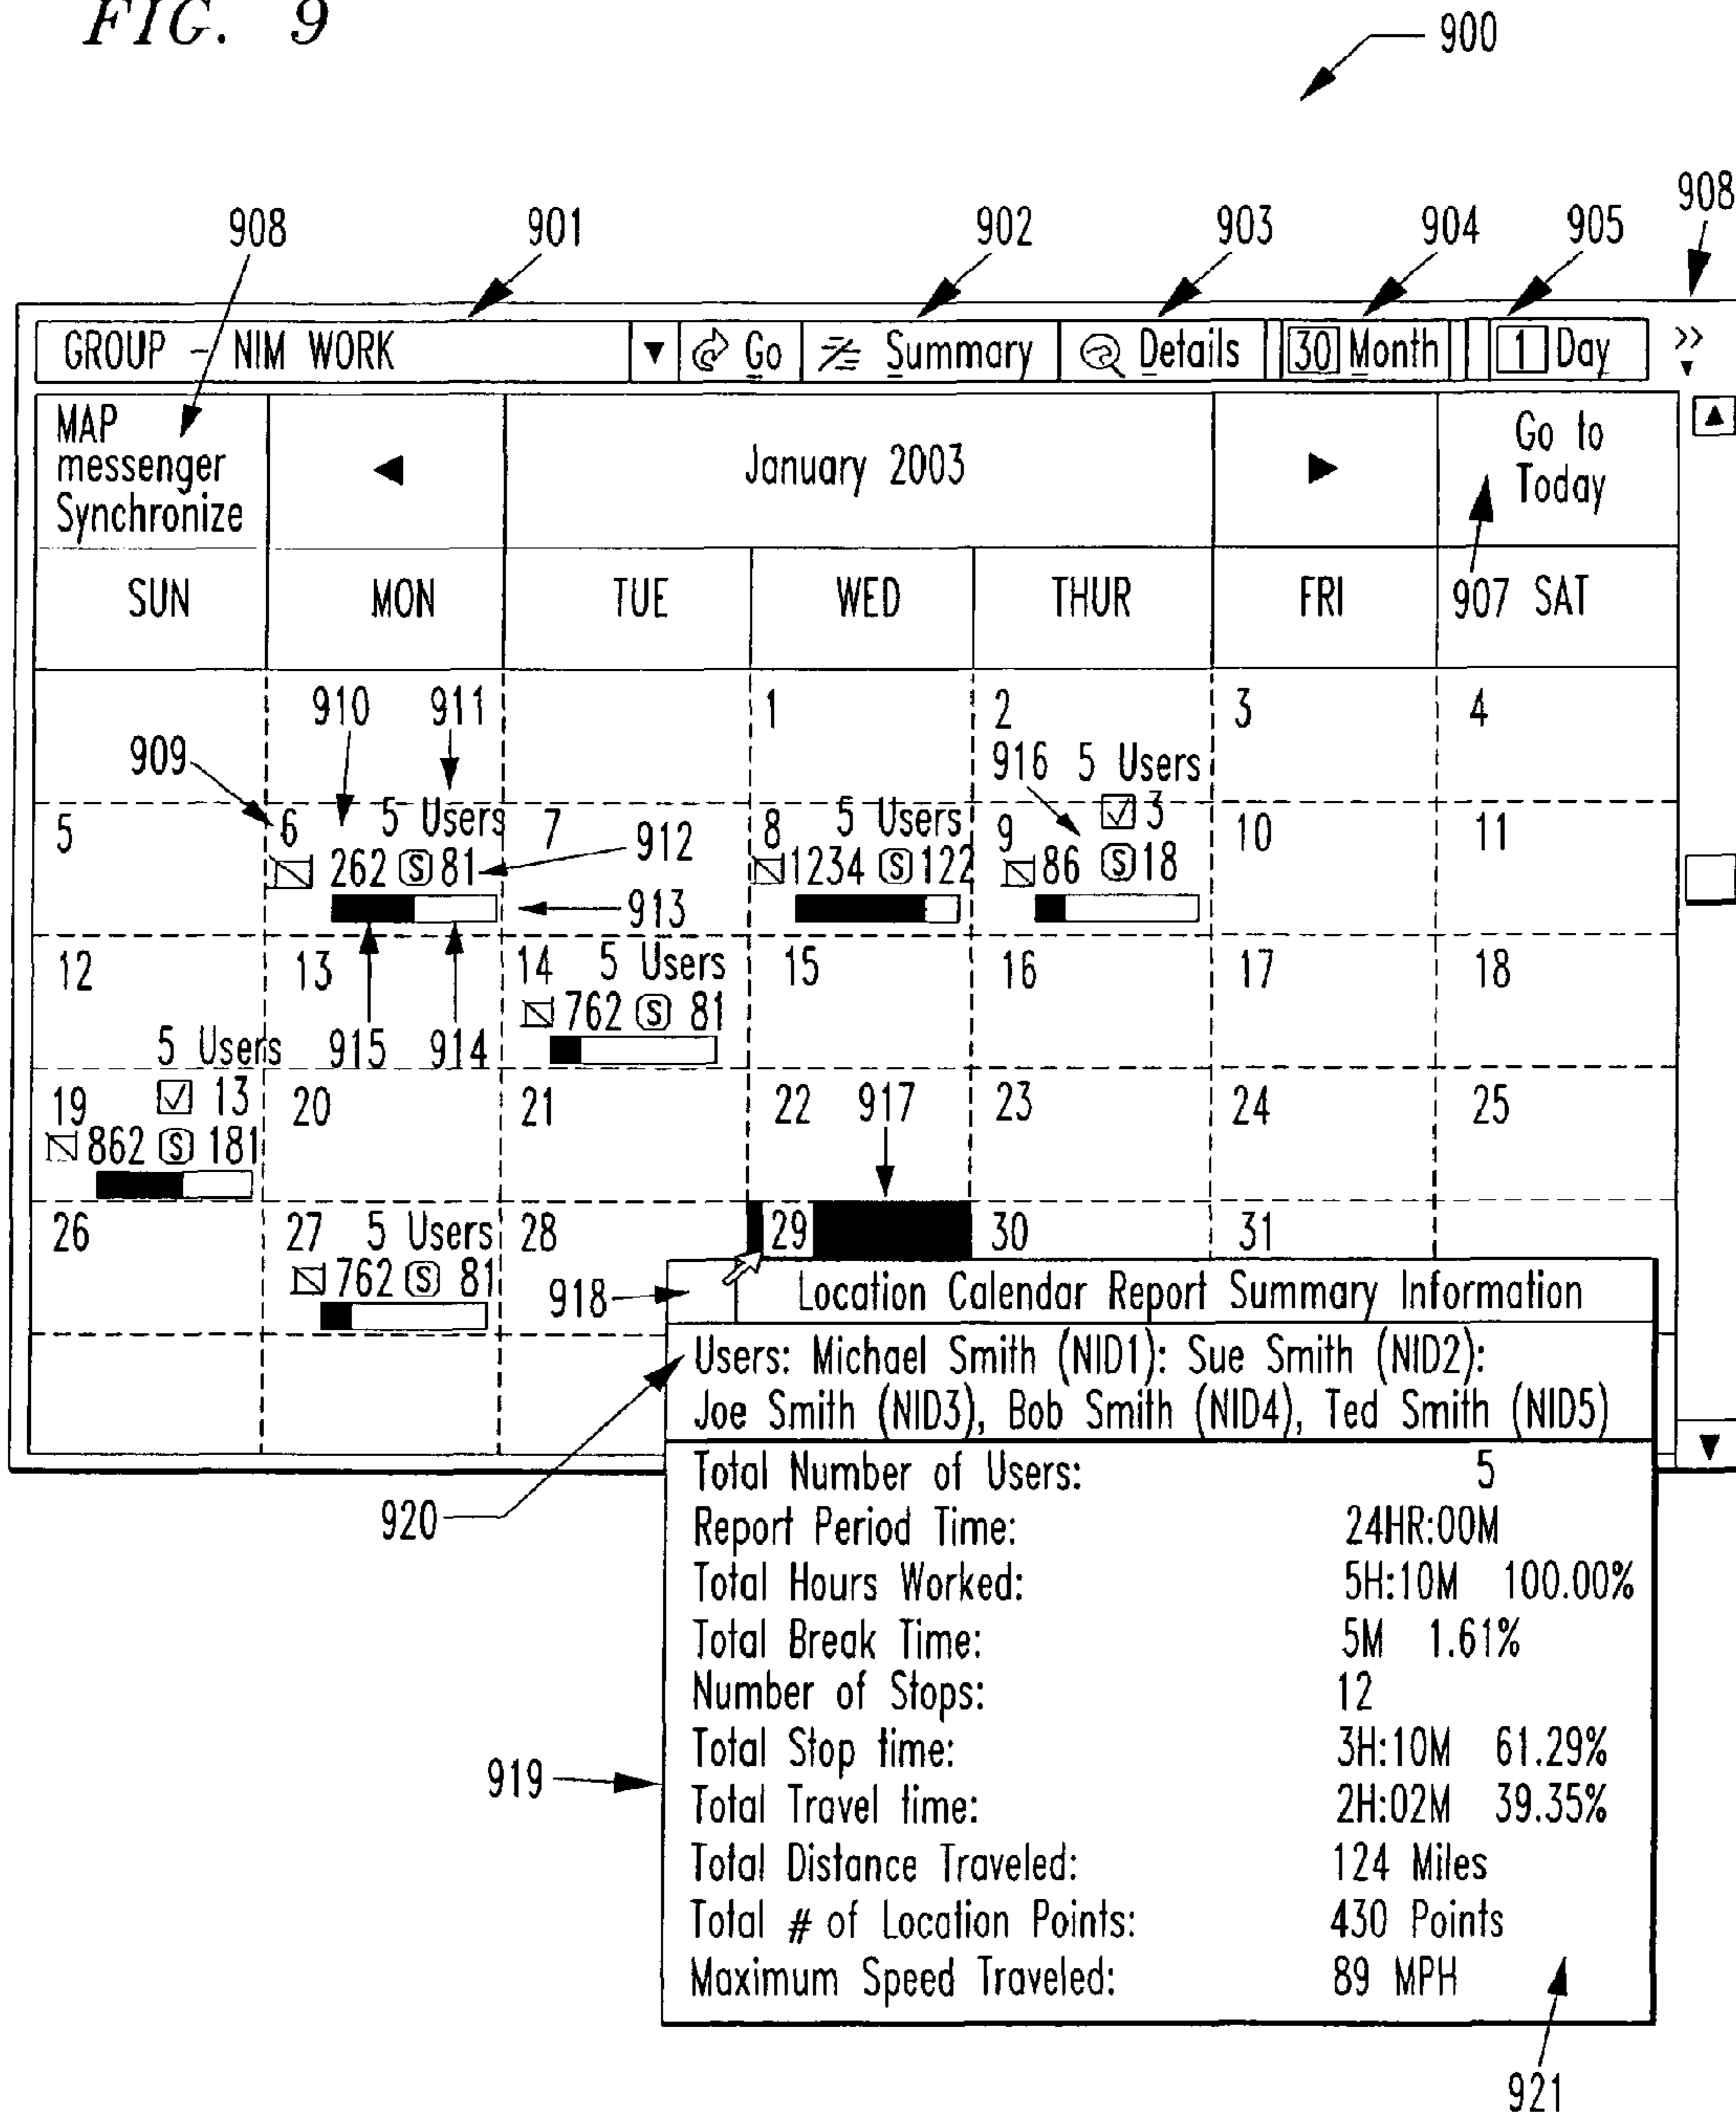 FIG. 9
900
908 901 902 903 904 905 908
GROUP - NIM WORK ▼ Go Summary Details 30 Month 1 Day >>
MAP messenger Synchronize ◀ January 2003 ▶ Go to Today
907
SUN MON TUE WED THUR FRI SAT
910 911 1 2 3 4
909 916 5 Users
5 6 5 Users 7 8 5 Users 9 ☑ 3 10 11
262 Ⓢ 81 912 1234 Ⓢ 122 86 Ⓢ 18
913
12 13 14 5 Users 15 16 17 18
762 Ⓢ 81
5 Users 915 914
19 ☑ 13 20 21 22 917 23 24 25
862 Ⓢ 181
26 27 5 Users 28 29 30 31
762 Ⓢ 81
918 Location Calendar Report Summary Information
Users: Michael Smith (NID1): Sue Smith (NID2):
Joe Smith (NID3), Bob Smith (NID4), Ted Smith (NID5)
920
Total Number of Users: 5
Report Period Time: 24HR:00M
Total Hours Worked: 5H:10M 100.00%
Total Break Time: 5M 1.61%
Number of Stops: 12
Total Stop time: 3H:10M 61.29%
919
Total Travel time: 2H:02M 39.35%
Total Distance Traveled: 124 Miles
Total # of Location Points: 430 Points
Maximum Speed Traveled: 89 MPH
921